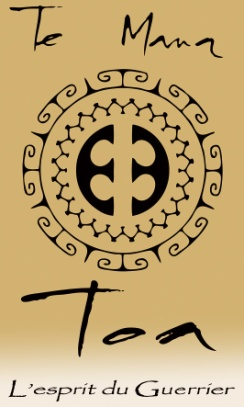 Te Mana
Toa
L'esprit du Guerrier